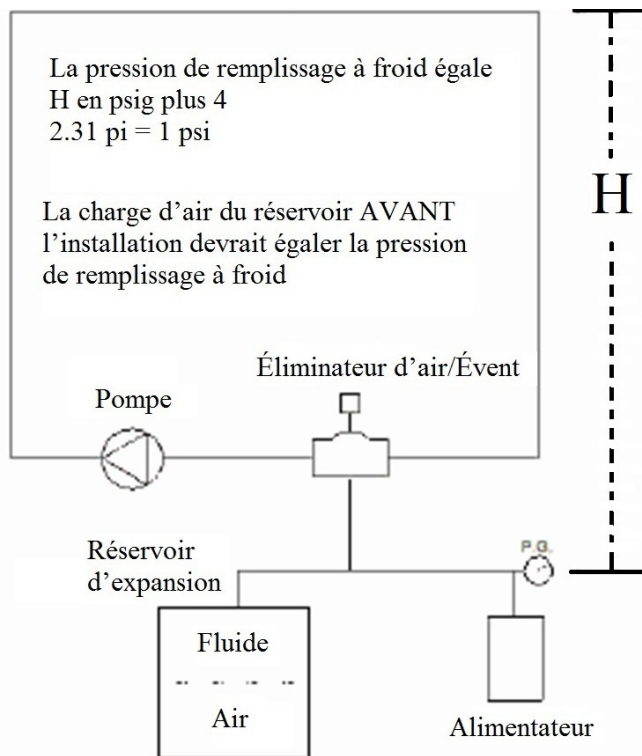 La pression de remplissage à froid égale
H en psig plus 4
2.31 pi = 1 psi
H
La charge d'air du réservoir AVANT
l'installation devrait égaler la pression
de remplissage à froid
Éliminateur d'air/Évent
Pompe
P.G.
Réservoir
d'expansion
Fluide
Air
Alimentateur